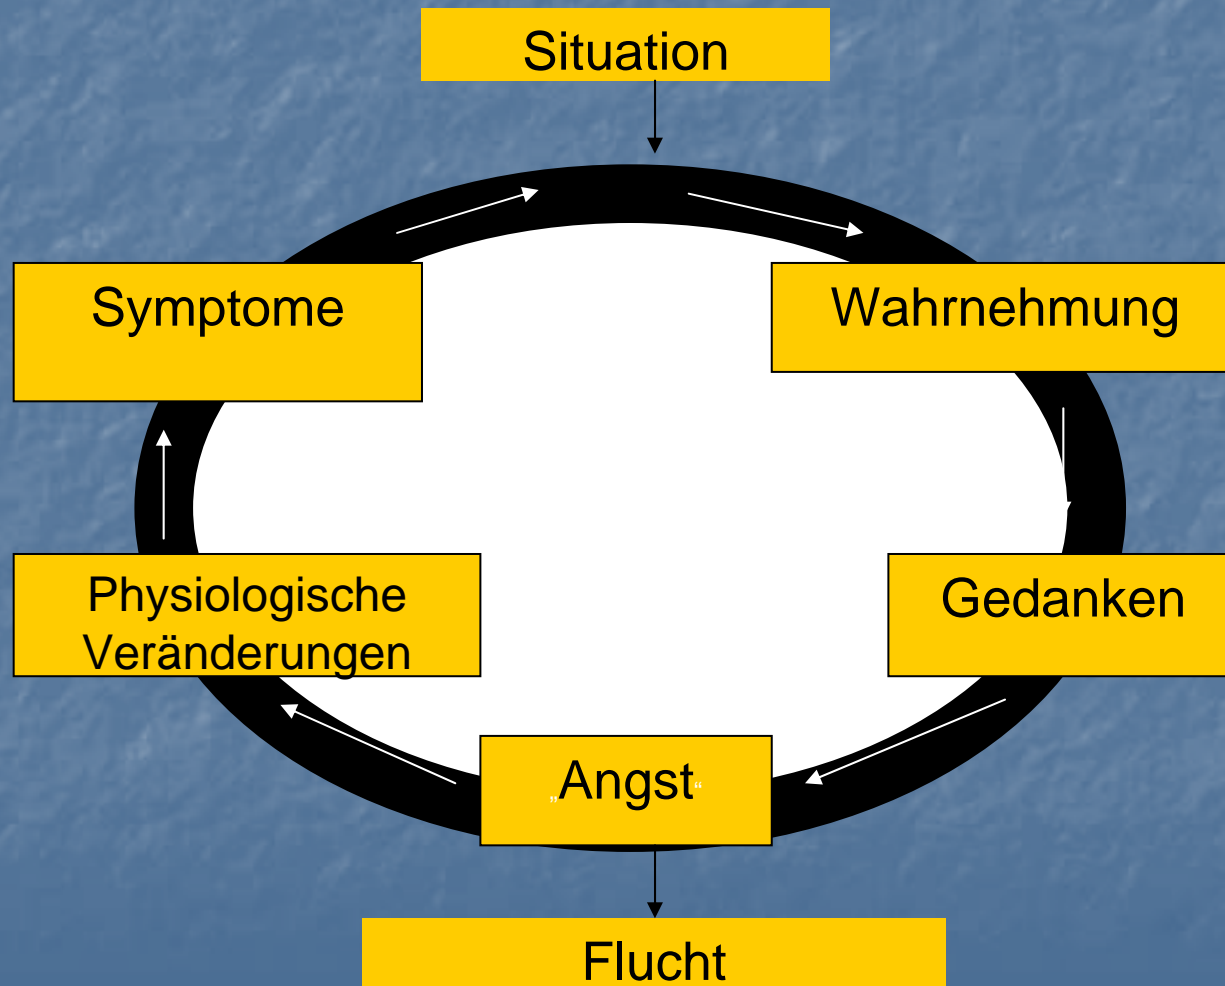 Situation
Symptome
Wahrnehmung
Physiologische
Veränderungen
Gedanken
„Angst“
Flucht